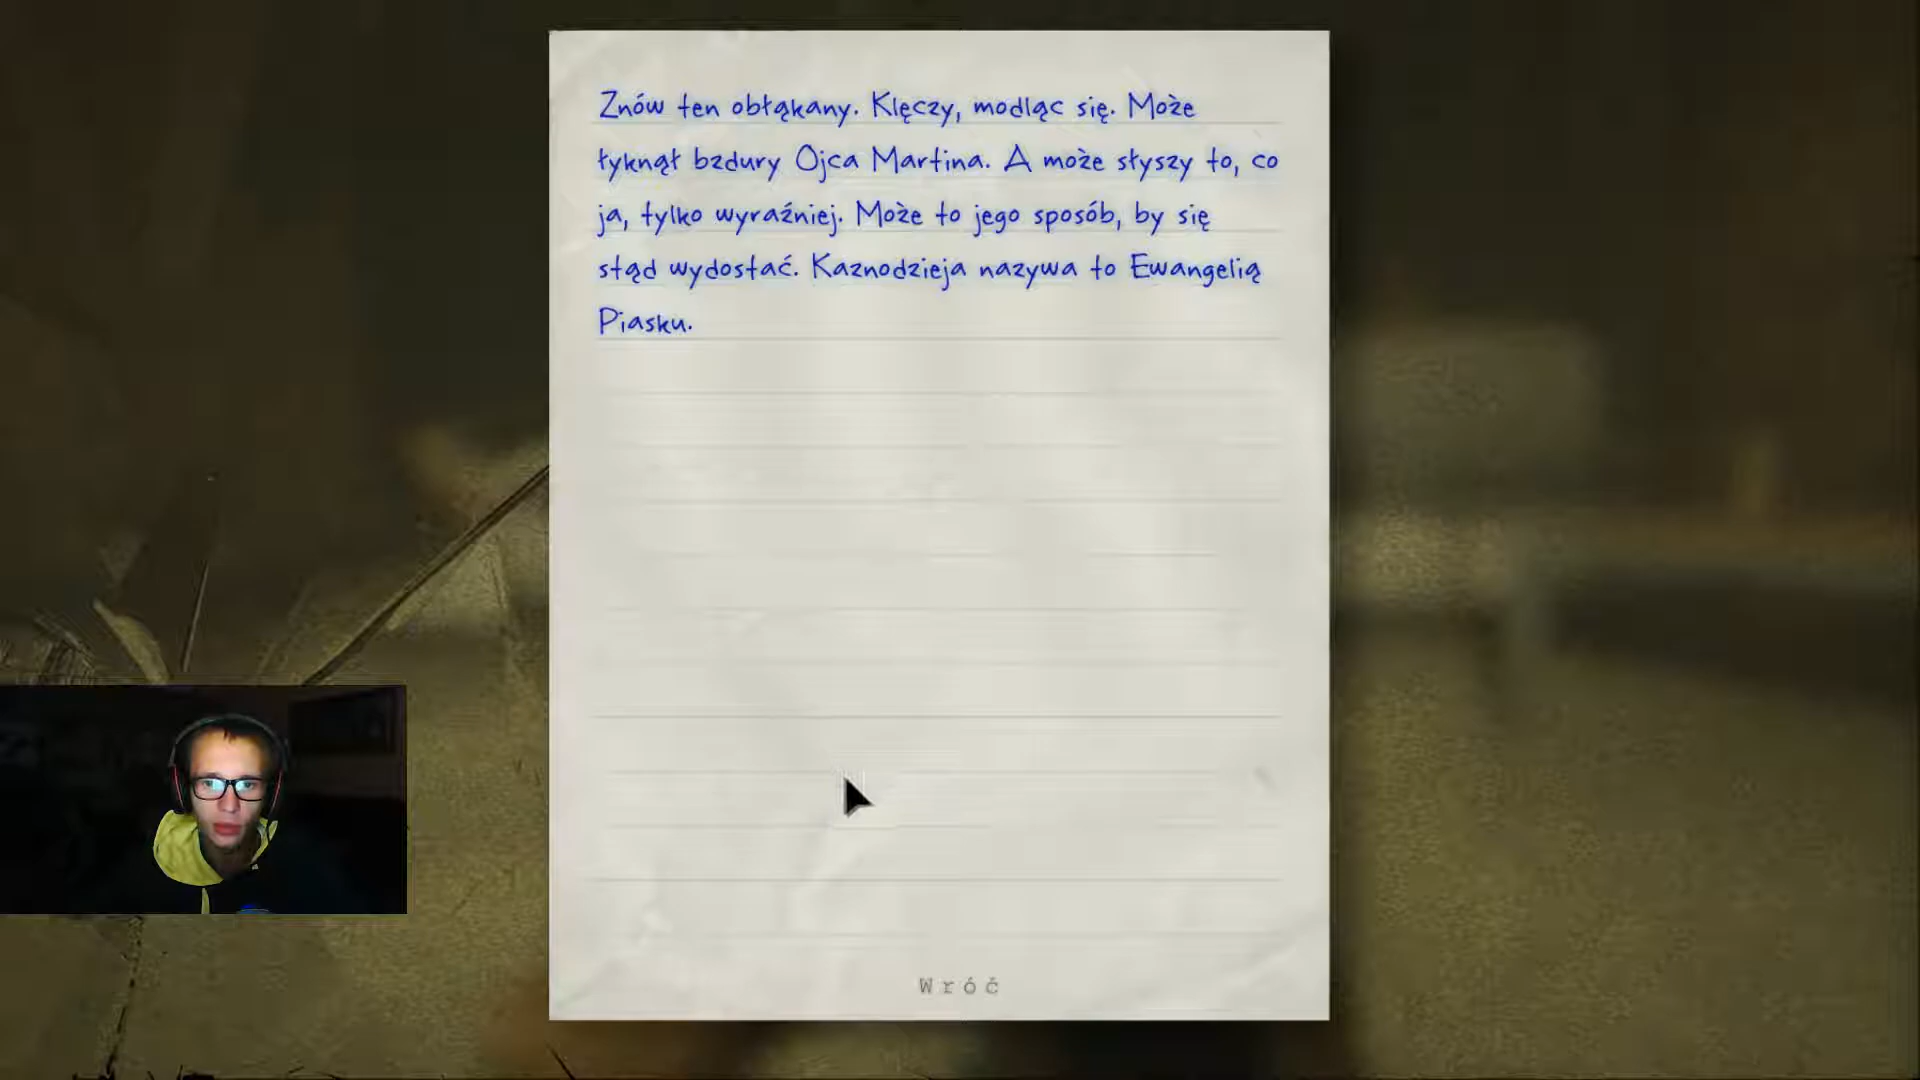 Znów ten obłąkany. Klęczy, modląc się. Może
łyknął bzdury Ojca Martina. A może słyszy to, co
ja, tylko wyraźniej. Może to jego sposób, by się
stąd wydostać. Kaznodzieja nazywa to Ewangelią
Piasku.
Wróć